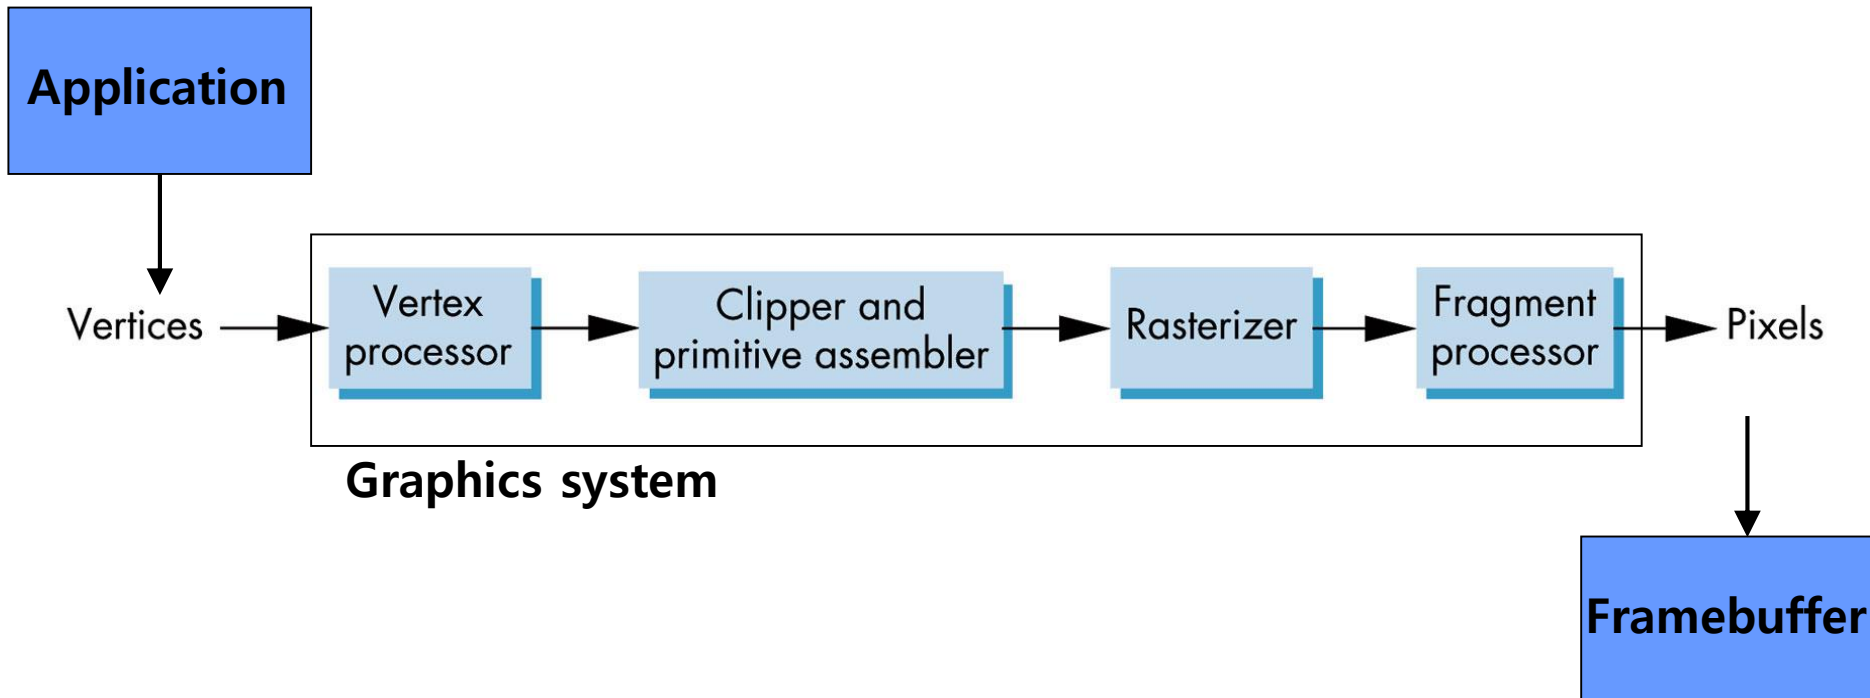 Application
Vertices
Vertex
processor
Clipper and
primitive assembler
Rasterizer
Fragment
processor
Pixels
Graphics system
Framebuffer